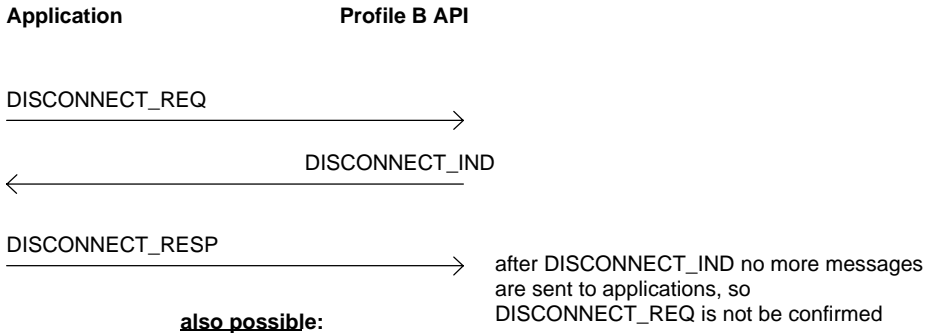 Application Profile B API
DISCONNECT_REQ
DISCONNECT_IND
DISCONNECT_RESP
after DISCONNECT_IND no more messages
are sent to applications, so
DISCONNECT_REQ is not be confirmed
also possible: